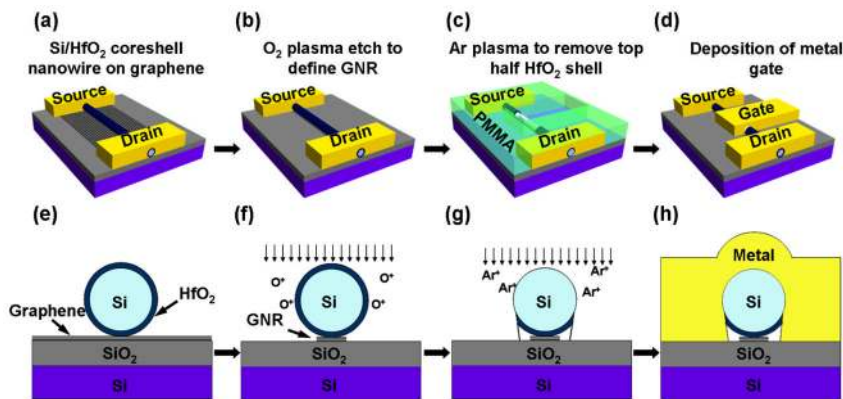 (a)
Si/HfO₂ coreshell
nanowire on graphene
Source
Drain
(b)
O₂ plasma etch to
define GNR
Source
Drain
(c)
Ar plasma to remove top
half HfO₂ shell
Source
PMMA
Drain
(d)
Deposition of metal
gate
Source
Gate
Drain
(e)
Si
HfO₂
Graphene
SiO₂
Si
(f)
O⁺ O⁺
O⁺ O⁺
Si
GNR
SiO₂
Si
(g)
Ar⁺ Ar⁺
Ar⁺ Ar⁺
Si
SiO₂
Si
(h)
Metal
Si
SiO₂
Si